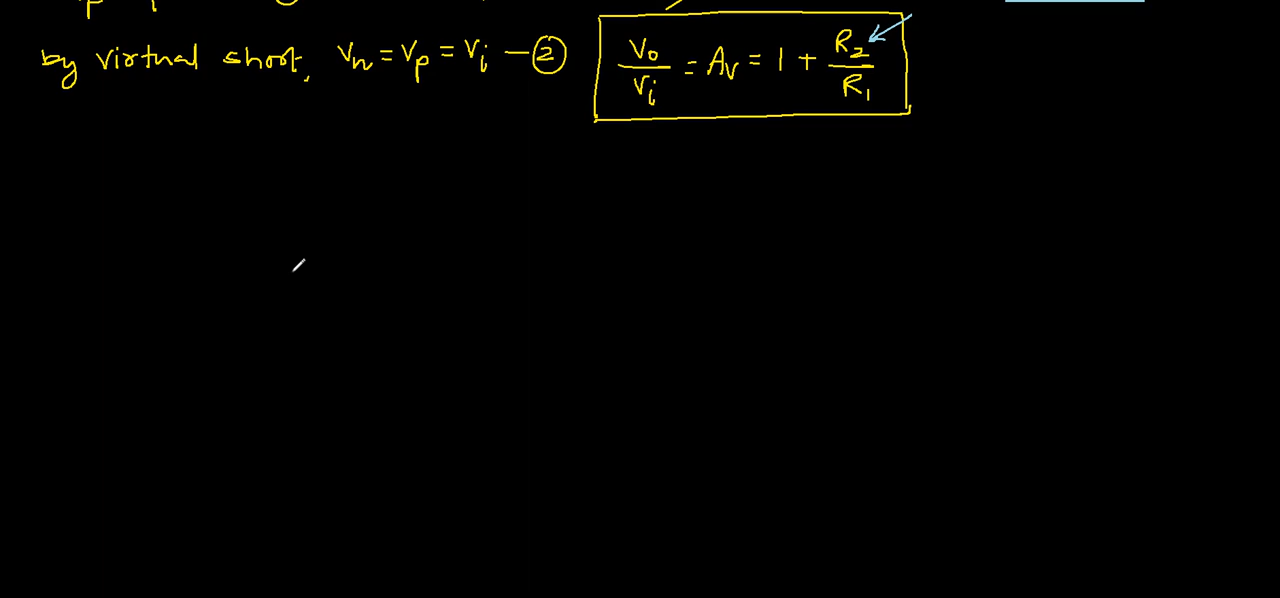 by virtual short, Vn = Vp = Vi — ②
Vo/Vi = Av = 1 + R2/R1